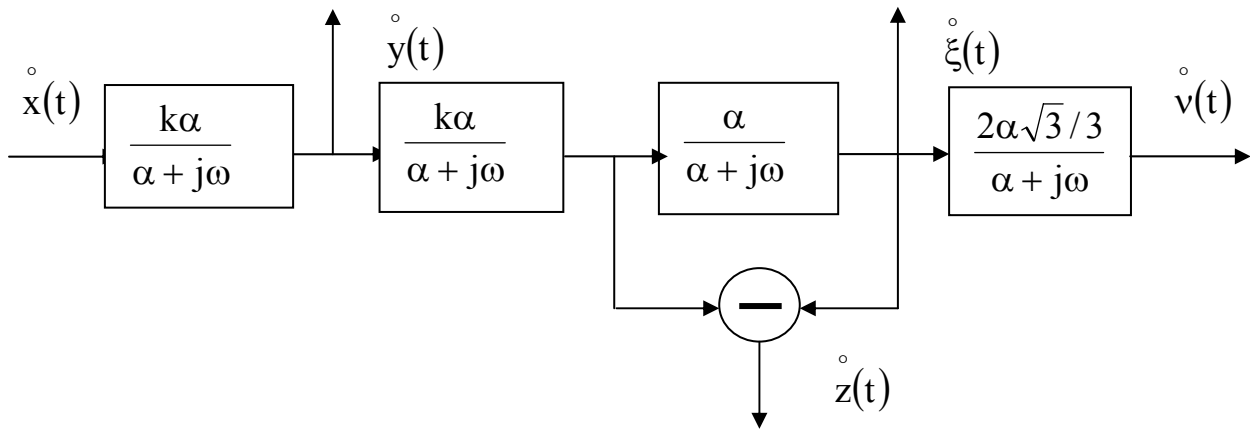 x̊(t)
kα / (α + jω)
ẙ(t)
kα / (α + jω)
α / (α + jω)
ξ̊(t)
2α√3 / 3 / (α + jω)
ν̊(t)
−
z̊(t)